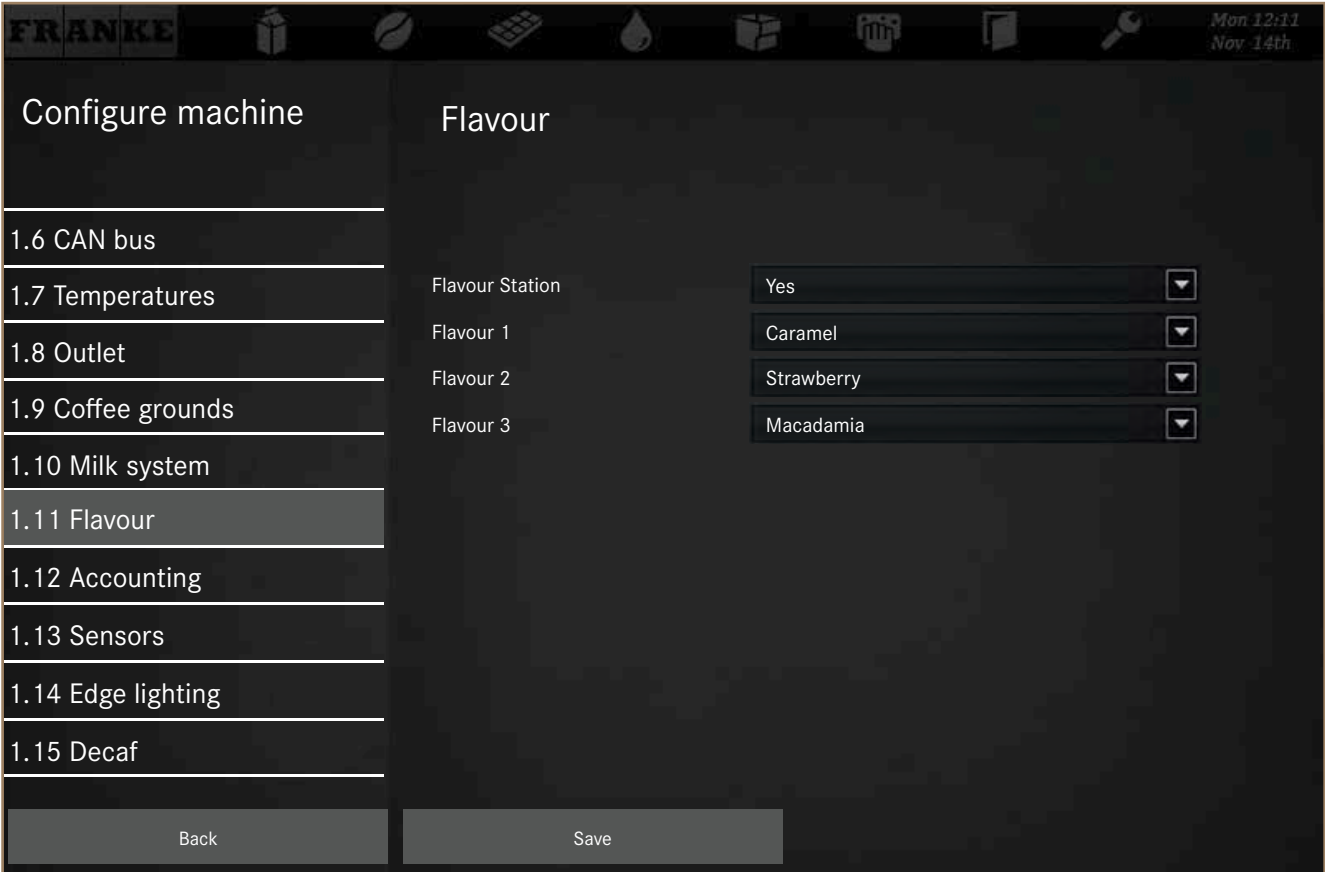 FRANKE
Mon 12:11
Nov 14th
Configure machine
1.6 CAN bus
1.7 Temperatures
1.8 Outlet
1.9 Coffee grounds
1.10 Milk system
1.11 Flavour
1.12 Accounting
1.13 Sensors
1.14 Edge lighting
1.15 Decaf
Flavour
Flavour Station Yes
Flavour 1 Caramel
Flavour 2 Strawberry
Flavour 3 Macadamia
Back
Save